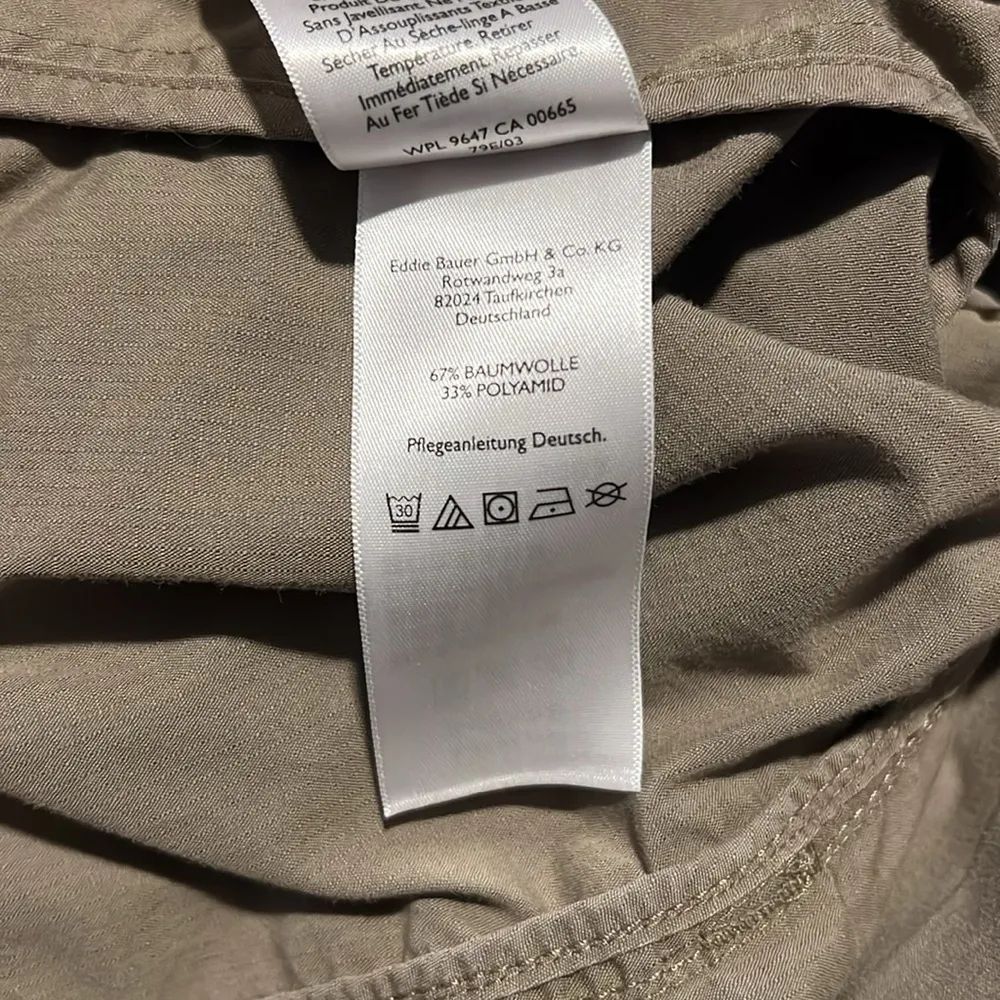 Produit
Sans Javellisant
D'Assouplissants
Sécher Au Sèche-linge A Basse
Température. Retirer
Immédiatement. Repasser
Au Fer Tiède Si Nécessaire.
WPL 9647 CA 00665
Eddie Bauer GmbH & Co. KG
Rotwandweg 3a
82024 Taufkirchen
Deutschland
67% BAUMWOLLE
33% POLYAMID
Pflegeanleitung Deutsch.
30